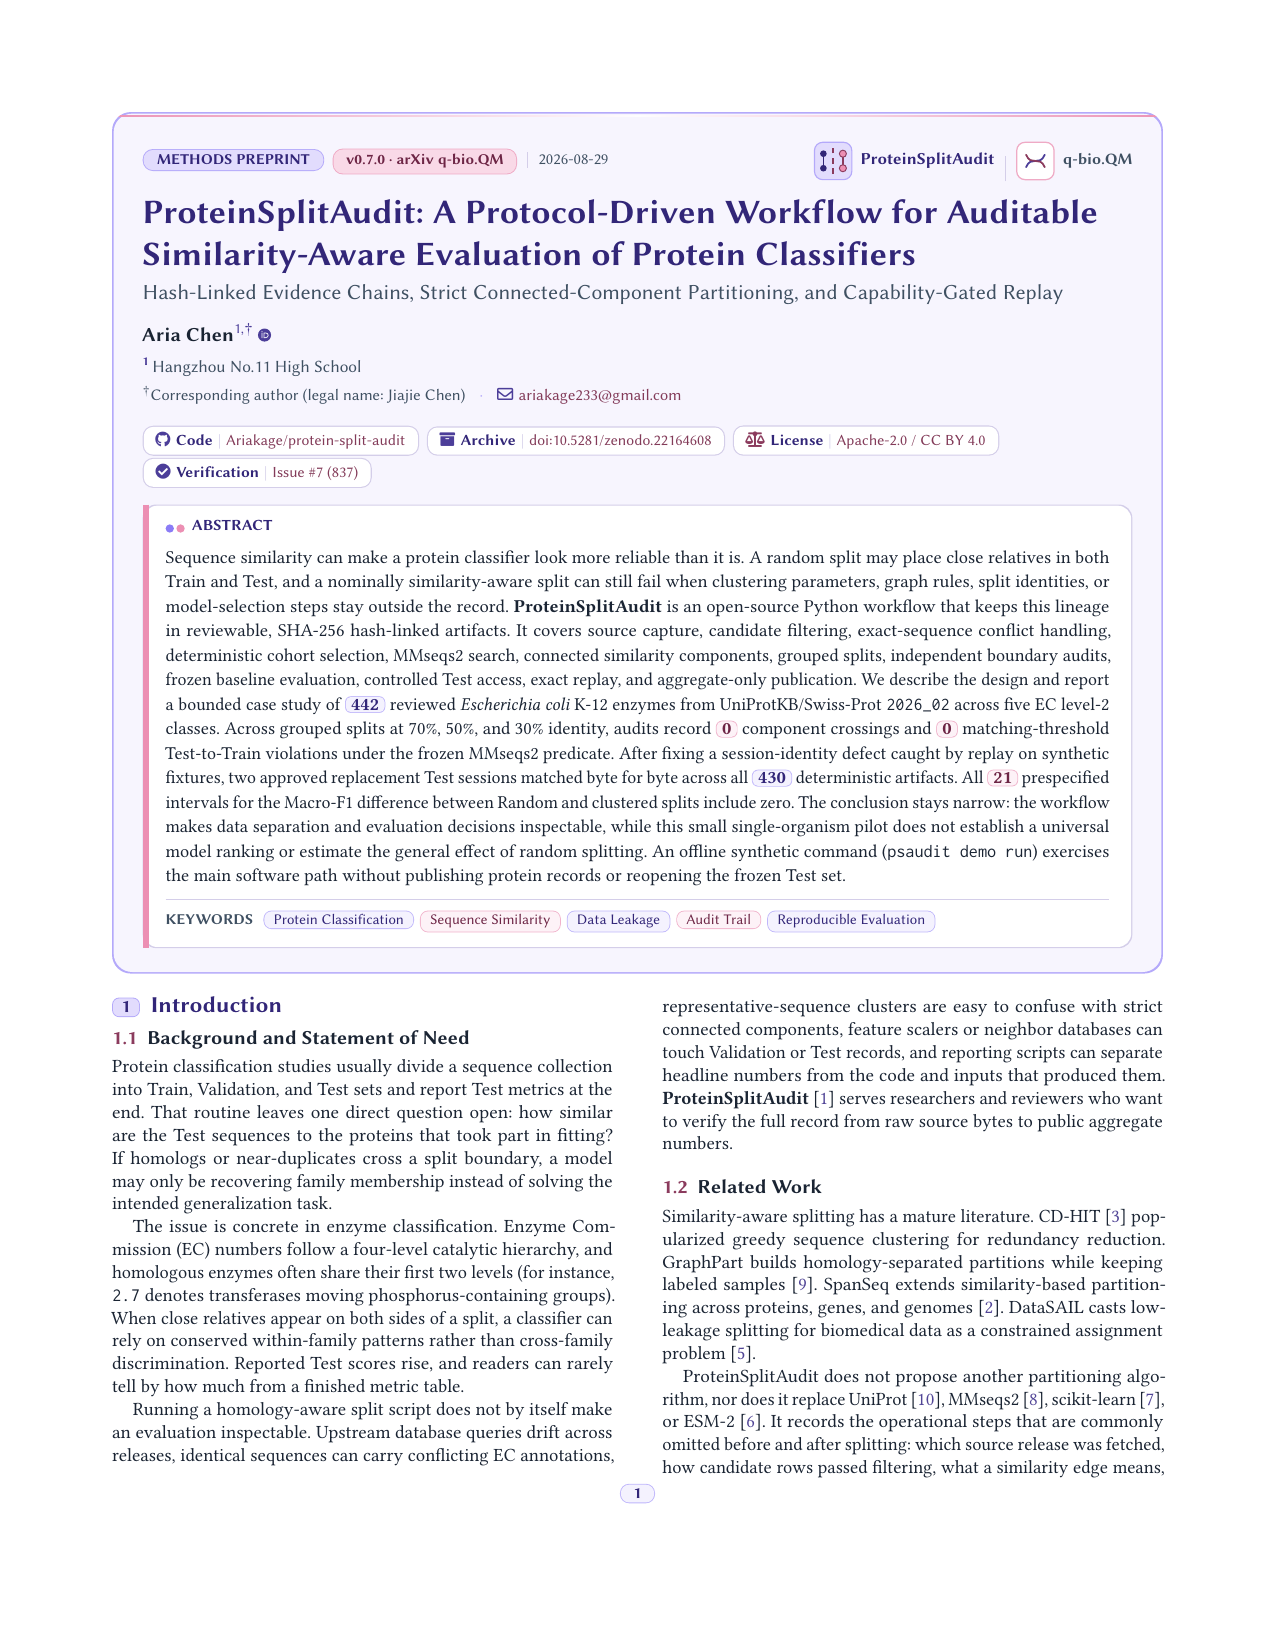 METHODS PREPRINT v0.7.0 · arXiv q-bio.QM 2026-08-29 ProteinSplitAudit q-bio.QM
ProteinSplitAudit: A Protocol-Driven Workflow for Auditable
Similarity-Aware Evaluation of Protein Classifiers
Hash-Linked Evidence Chains, Strict Connected-Component Partitioning, and Capability-Gated Replay
Aria Chen1,† iD
1 Hangzhou No.11 High School
†Corresponding author (legal name: Jiajie Chen) · ariakage233@gmail.com
Code Ariakage/protein-split-audit Archive doi:10.5281/zenodo.22164608 License Apache-2.0 / CC BY 4.0
Verification Issue #7 (837)
ABSTRACT
Sequence similarity can make a protein classifier look more reliable than it is. A random split may place close relatives in both
Train and Test, and a nominally similarity-aware split can still fail when clustering parameters, graph rules, split identities, or
model-selection steps stay outside the record. ProteinSplitAudit is an open-source Python workflow that keeps this lineage
in reviewable, SHA-256 hash-linked artifacts. It covers source capture, candidate filtering, exact-sequence conflict handling,
deterministic cohort selection, MMseqs2 search, connected similarity components, grouped splits, independent boundary audits,
frozen baseline evaluation, controlled Test access, exact replay, and aggregate-only publication. We describe the design and report
a bounded case study of 442 reviewed Escherichia coli K-12 enzymes from UniProtKB/Swiss-Prot 2026_02 across five EC level-2
classes. Across grouped splits at 70%, 50%, and 30% identity, audits record 0 component crossings and 0 matching-threshold
Test-to-Train violations under the frozen MMseqs2 predicate. After fixing a session-identity defect caught by replay on synthetic
fixtures, two approved replacement Test sessions matched byte for byte across all 430 deterministic artifacts. All 21 prespecified
intervals for the Macro-F1 difference between Random and clustered splits include zero. The conclusion stays narrow: the workflow
makes data separation and evaluation decisions inspectable, while this small single-organism pilot does not establish a universal
model ranking or estimate the general effect of random splitting. An offline synthetic command (psaudit demo run) exercises
the main software path without publishing protein records or reopening the frozen Test set.
KEYWORDS Protein Classification Sequence Similarity Data Leakage Audit Trail Reproducible Evaluation
1 Introduction
1.1 Background and Statement of Need
Protein classification studies usually divide a sequence collection
into Train, Validation, and Test sets and report Test metrics at the
end. That routine leaves one direct question open: how similar
are the Test sequences to the proteins that took part in fitting?
If homologs or near-duplicates cross a split boundary, a model
may only be recovering family membership instead of solving the
intended generalization task.
The issue is concrete in enzyme classification. Enzyme Com-
mission (EC) numbers follow a four-level catalytic hierarchy, and
homologous enzymes often share their first two levels (for instance,
2.7 denotes transferases moving phosphorus-containing groups).
When close relatives appear on both sides of a split, a classifier can
rely on conserved within-family patterns rather than cross-family
discrimination. Reported Test scores rise, and readers can rarely
tell by how much from a finished metric table.
Running a homology-aware split script does not by itself make
an evaluation inspectable. Upstream database queries drift across
releases, identical sequences can carry conflicting EC annotations,
representative-sequence clusters are easy to confuse with strict
connected components, feature scalers or neighbor databases can
touch Validation or Test records, and reporting scripts can separate
headline numbers from the code and inputs that produced them.
ProteinSplitAudit [1] serves researchers and reviewers who want
to verify the full record from raw source bytes to public aggregate
numbers.
1.2 Related Work
Similarity-aware splitting has a mature literature. CD-HIT [3] pop-
ularized greedy sequence clustering for redundancy reduction.
GraphPart builds homology-separated partitions while keeping
labeled samples [9]. SpanSeq extends similarity-based partition-
ing across proteins, genes, and genomes [2]. DataSAIL casts low-
leakage splitting for biomedical data as a constrained assignment
problem [5].
ProteinSplitAudit does not propose another partitioning algo-
rithm, nor does it replace UniProt [10], MMseqs2 [8], scikit-learn [7],
or ESM-2 [6]. It records the operational steps that are commonly
omitted before and after splitting: which source release was fetched,
how candidate rows passed filtering, what a similarity edge means,
1